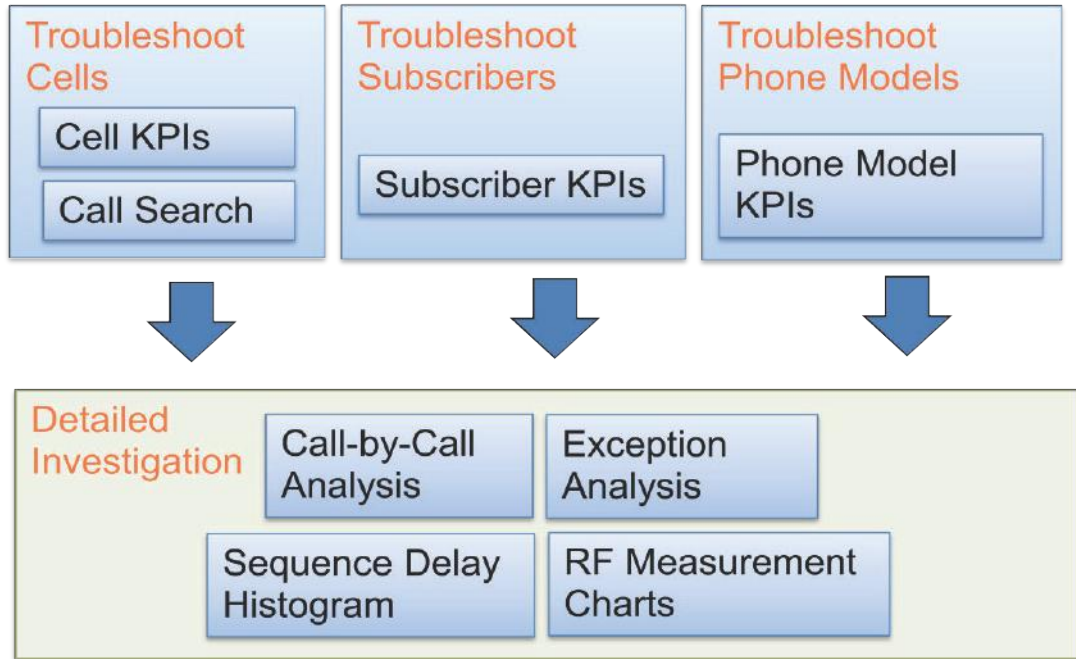 Troubleshoot
Cells
Cell KPIs
Call Search
Troubleshoot
Subscribers
Subscriber KPIs
Troubleshoot
Phone Models
Phone Model
KPIs
Detailed
Investigation
Call-by-Call
Analysis
Exception
Analysis
Sequence Delay
Histogram
RF Measurement
Charts